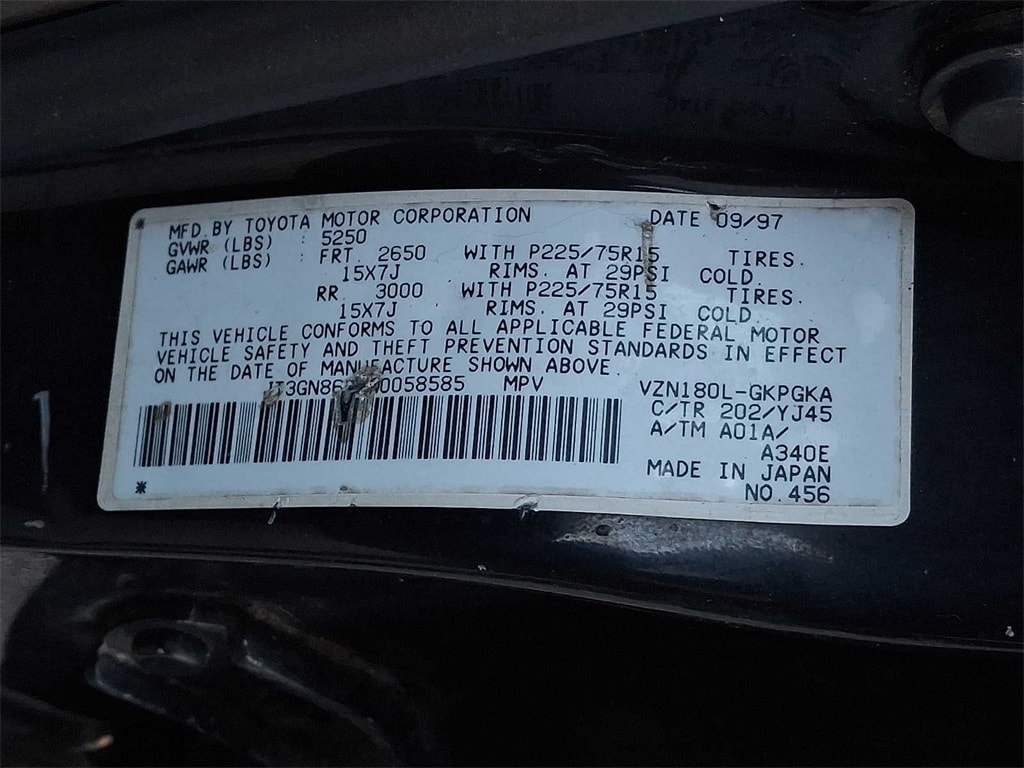 MFD. BY TOYOTA MOTOR CORPORATION DATE 09/97
GVWR (LBS) : 5250
GAWR (LBS) : FRT. 2650 WITH P225/75R15 TIRES.
15X7J RIMS. AT 29PSI COLD.
RR. 3000 WITH P225/75R15 TIRES.
15X7J RIMS. AT 29PSI COLD.
THIS VEHICLE CONFORMS TO ALL APPLICABLE FEDERAL MOTOR
VEHICLE SAFETY AND THEFT PREVENTION STANDARDS IN EFFECT
ON THE DATE OF MANUFACTURE SHOWN ABOVE.
MPV VZN180L-GKPGKA
C/TR 202/YJ45
A/TM A01A/
A340E
MADE IN JAPAN
NO.456